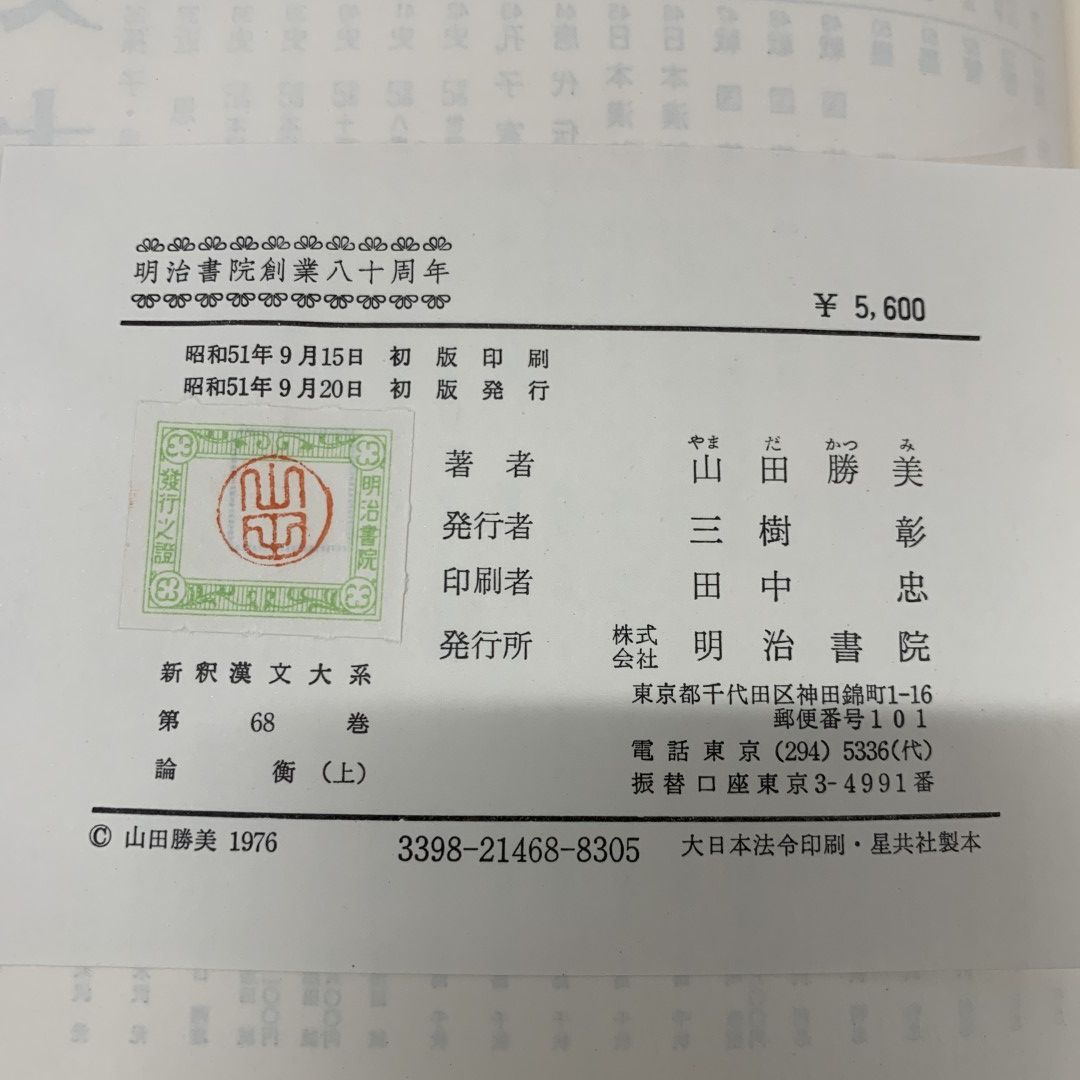 明治書院創業八十周年
¥ 5,600
昭和51年9月15日 初版印刷
昭和51年9月20日 初版発行
明治書院
發行之證
山田
やま だ かつ み
著者 山田勝美
発行者 三樹 彰
印刷者 田中 忠
発行所 株式会社 明治書院
東京都千代田区神田錦町1-16
郵便番号101
電話東京(294)5336(代)
振替口座東京3-4991番
新釈漢文大系
第 68 巻
論 衡(上)
© 山田勝美 1976
3398-21468-8305
大日本法令印刷・星共社製本